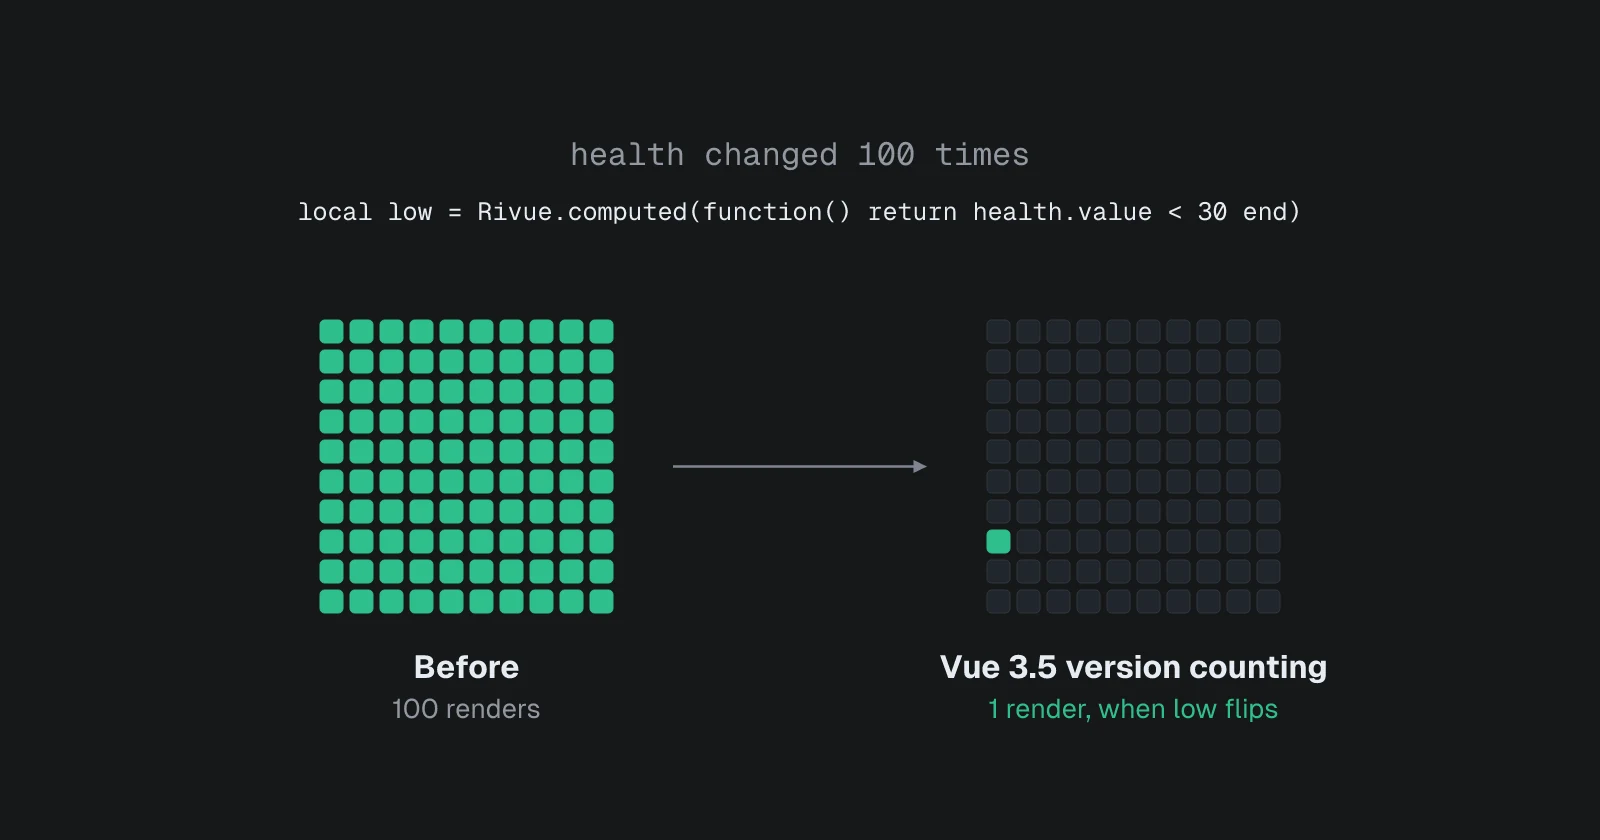 health changed 100 times
local low = Rivue.computed(function() return health.value < 30 end)
Before
100 renders
Vue 3.5 version counting
1 render, when low flips